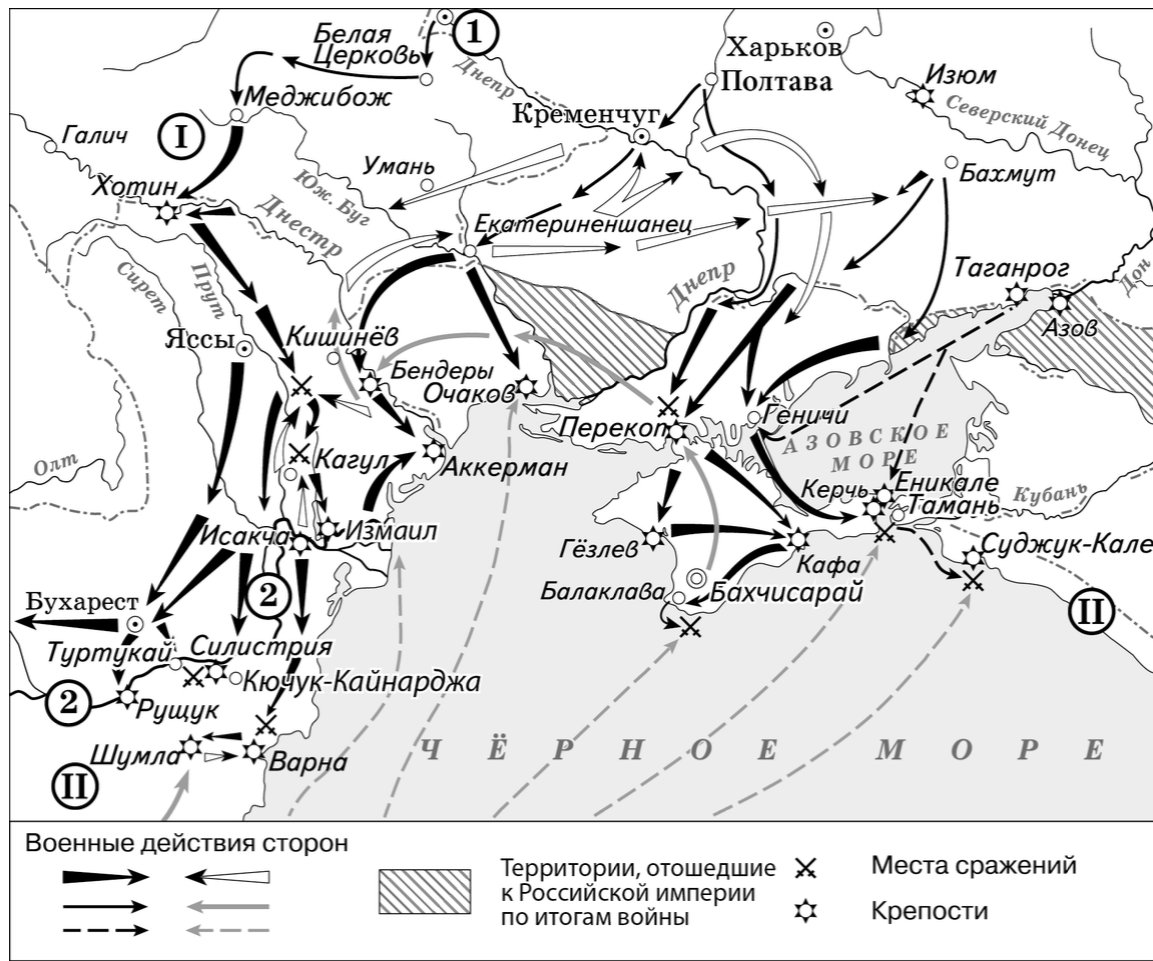 1
Белая
Церковь
Днепр
Харьков
Полтава
Изюм
Северский Донец
Меджибож
Кременчуг
I
Галич
Умань
Бахмут
Хотин
Юж. Буг
Днестр
Екатериненшанец
Сирет
Прут
Днепр
Таганрог
Дон
Азов
Яссы
Кишинёв
Бендеры
Очаков
Перекоп
Геничи
АЗОВСКОЕ
МОРЕ
Олт
Кагул
Аккерман
Керчь
Еникале
Тамань
Кубань
Исакча
Измаил
Гёзлев
Кафа
Суджук-Кале
2
Балаклава
Бахчисарай
II
Бухарест
Туртукай
Силистрия
Кючук-Кайнарджа
2
Рущук
Шумла
Варна
II
ЧЁРНОЕ МОРЕ
Военные действия сторон
Территории, отошедшие
к Российской империи
по итогам войны
Места сражений
Крепости